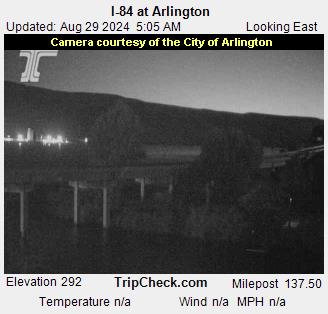 I-84 at Arlington
Updated: Aug 29 2024 5:05 AM Looking East
Camera courtesy of the City of Arlington
Elevation 292 TripCheck.com Milepost 137.50
Temperature n/a Wind n/a MPH n/a